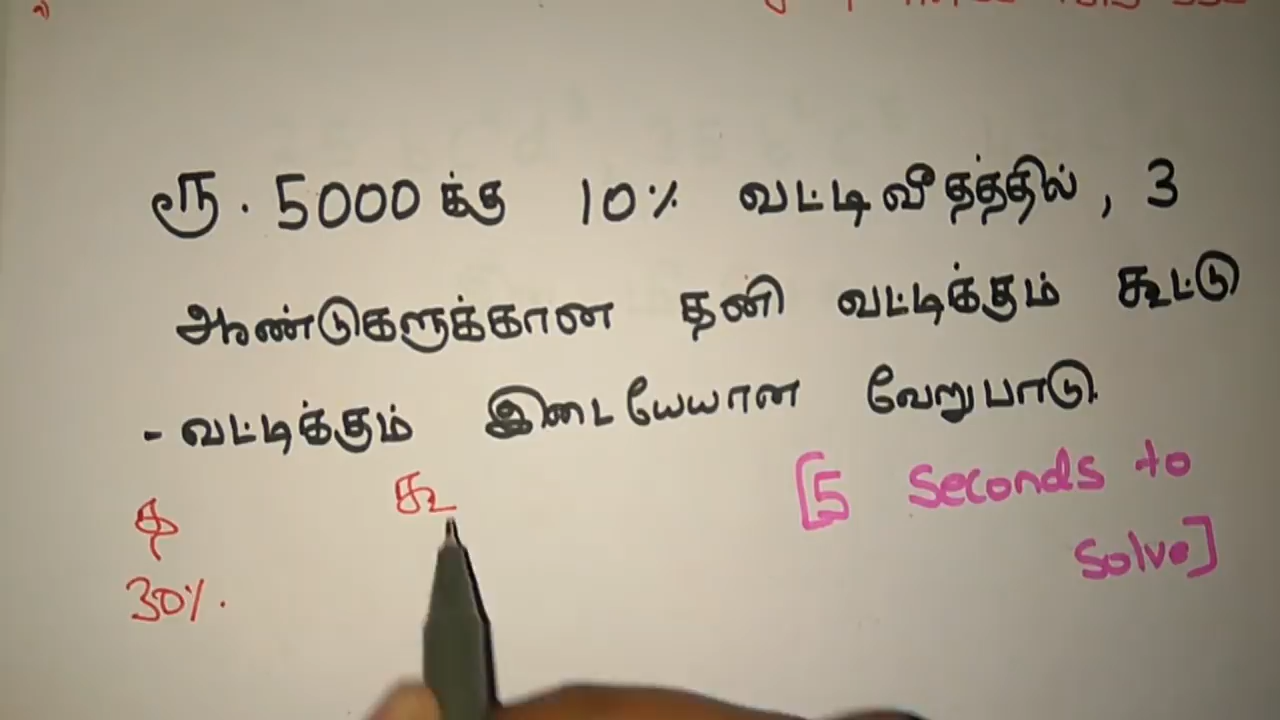 ரூ. 5000க்கு 10% வட்டிவீதத்தில், 3
ஆண்டுகளுக்கான தனி வட்டிக்கும் கூட்டு
- வட்டிக்கும் இடையேயான வேறுபாடு.
[5 Seconds to
Solve]
த கூ
30%.